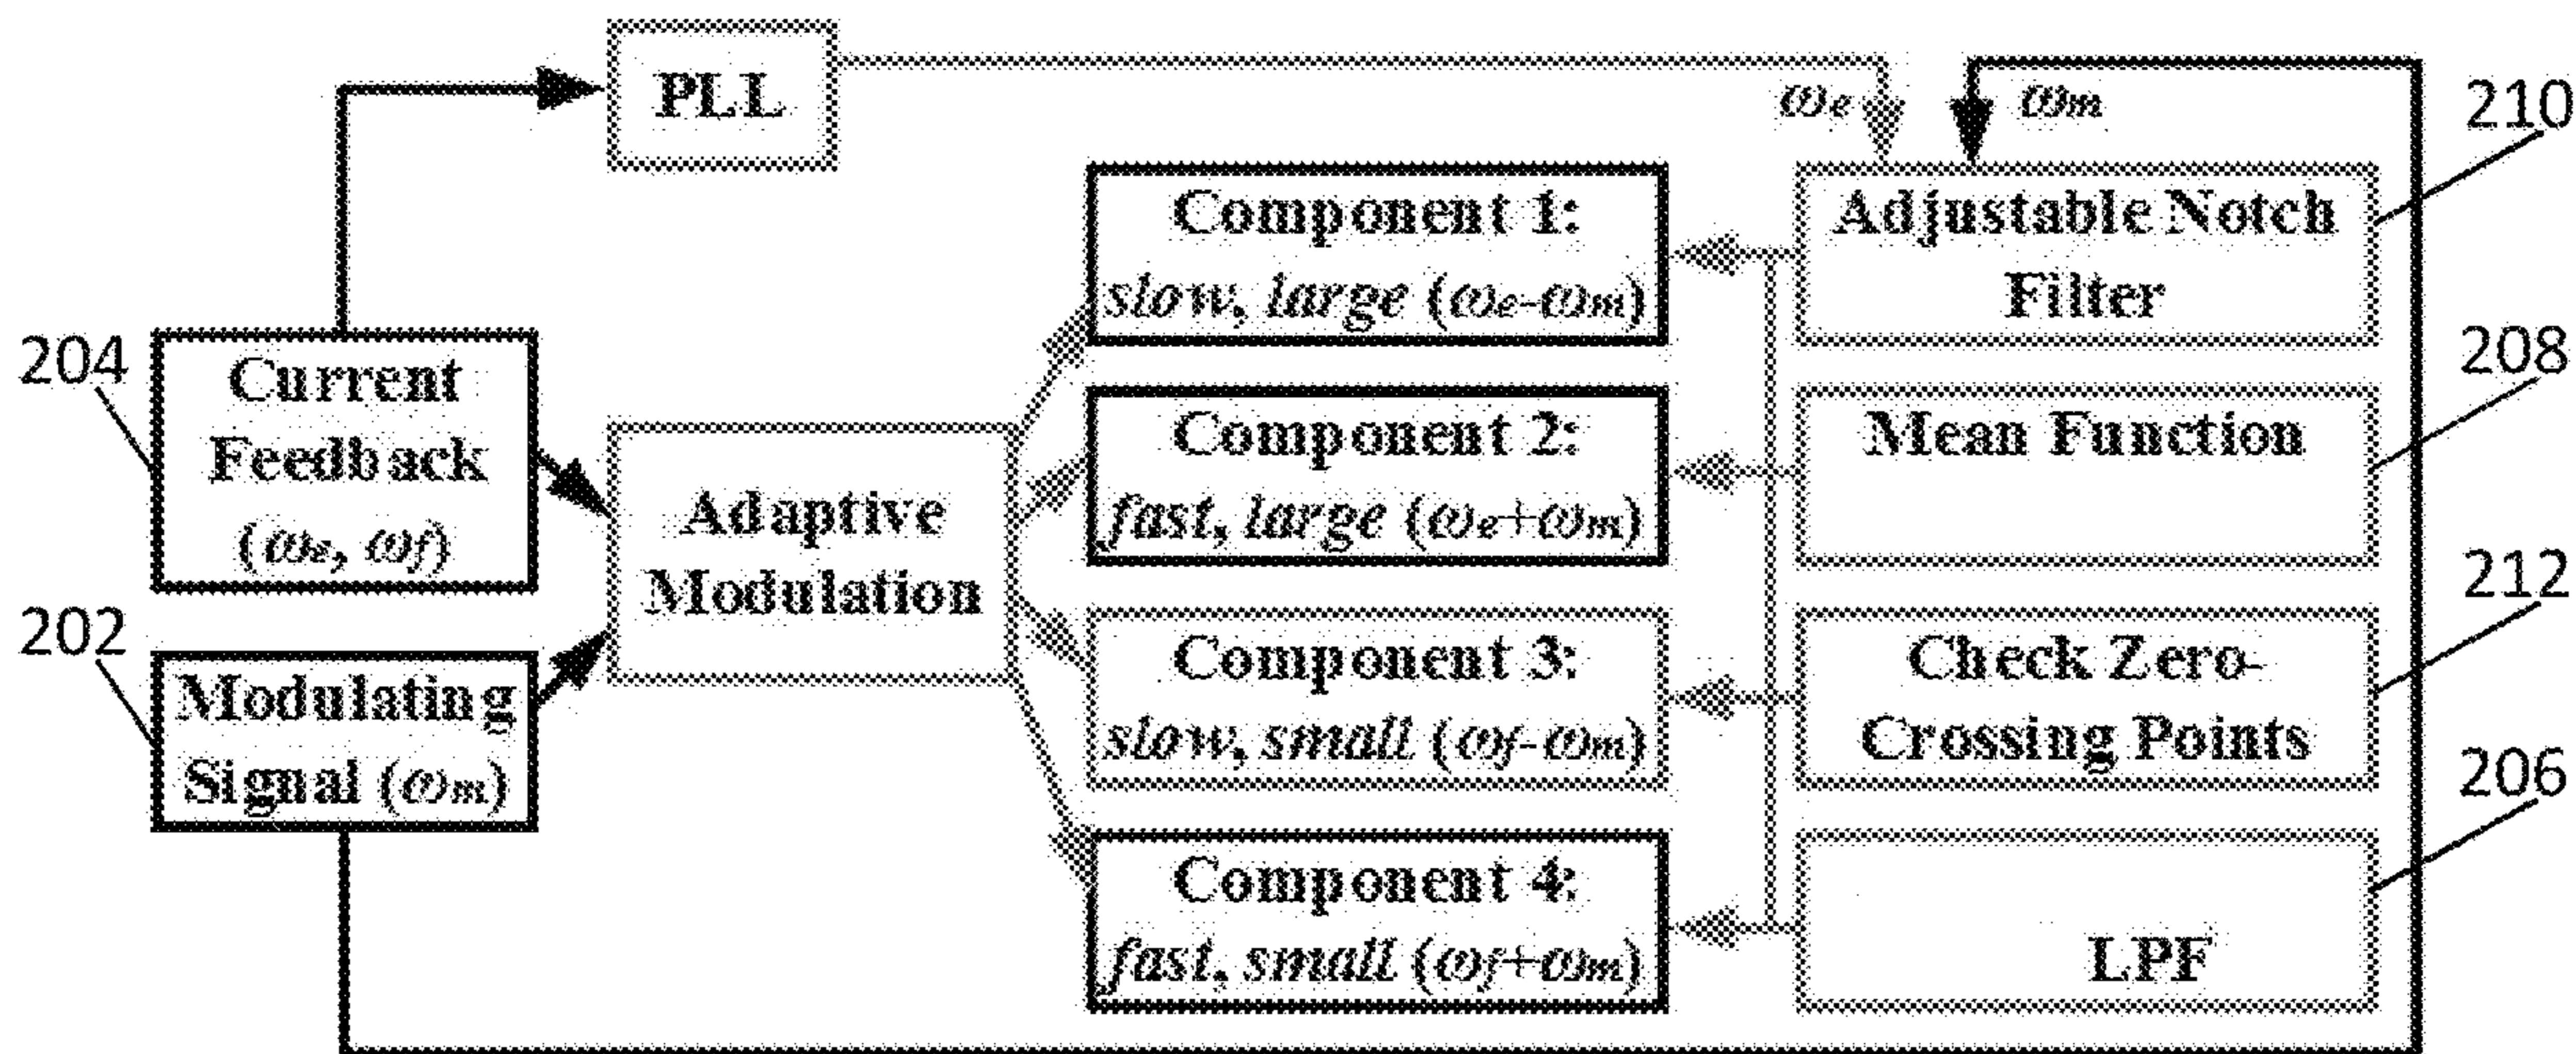 PLL
ωe
ωm
210
Component 1:
slow, large (ωe-ωm)
Adjustable Notch
Filter
204
Current
Feedback
(ωe, ωf)
208
Component 2:
fast, large (ωe+ωm)
Mean Function
Adaptive
Modulation
212
202
Modulating
Signal (ωm)
Component 3:
slow, small (ωf-ωm)
Check Zero-
Crossing Points
206
Component 4:
fast, small (ωf+ωm)
LPF